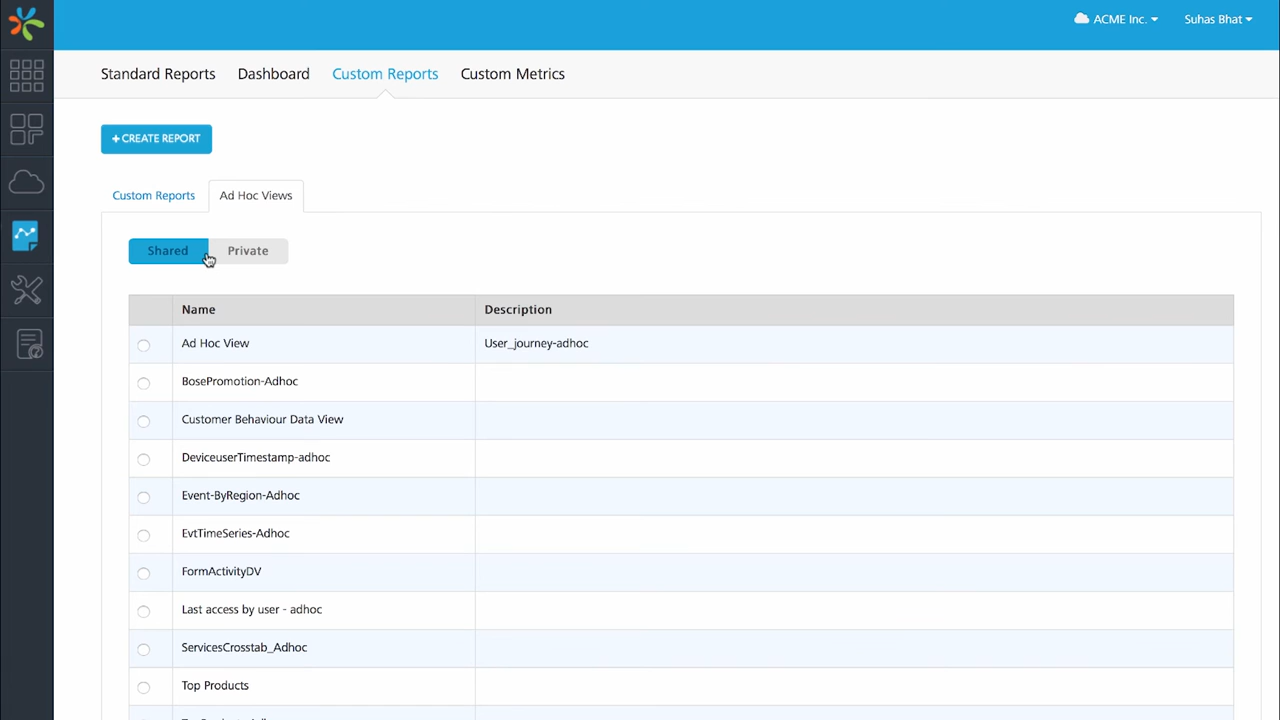 ACME Inc. Suhas Bhat
Standard Reports Dashboard Custom Reports Custom Metrics
+ CREATE REPORT
Custom Reports Ad Hoc Views
Shared Private
Name Description
Ad Hoc View User_journey-adhoc
BosePromotion-Adhoc
Customer Behaviour Data View
DeviceuserTimestamp-adhoc
Event-ByRegion-Adhoc
EvtTimeSeries-Adhoc
FormActivityDV
Last access by user - adhoc
ServicesCrosstab_Adhoc
Top Products